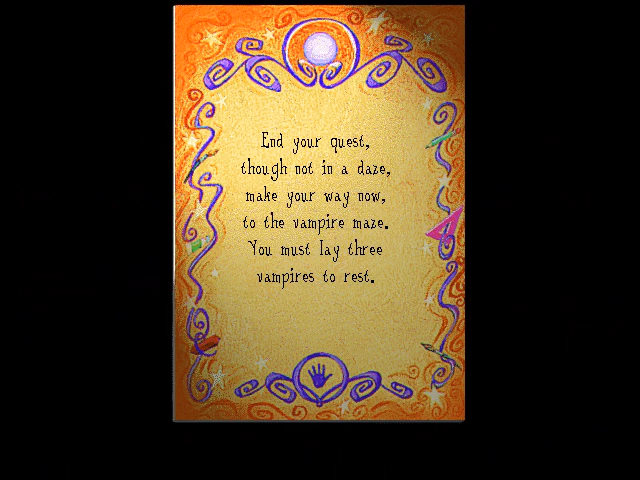 End your quest,
though not in a daze,
make your way now,
to the vampire maze.
You must lay three
vampires to rest.